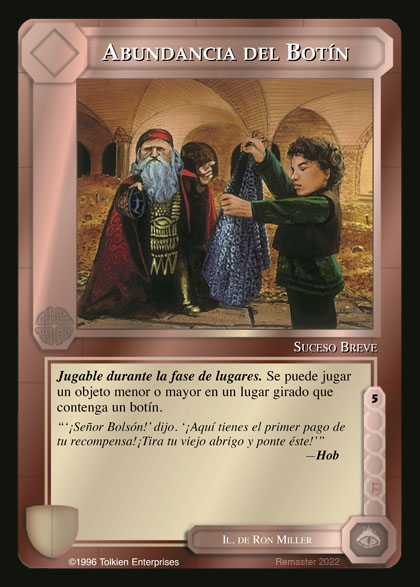 Abundancia del Botín
Suceso Breve
Jugable durante la fase de lugares. Se puede jugar
un objeto menor o mayor en un lugar girado que
contenga un botín.
“‘¡Señor Bolsón!’ dijo. ‘¡Aquí tienes el primer pago de
tu recompensa!¡Tira tu viejo abrigo y ponte éste!’”
—Hob
5
F
Il. de Ron Miller
©1996 Tolkien Enterprises
Remaster 2022